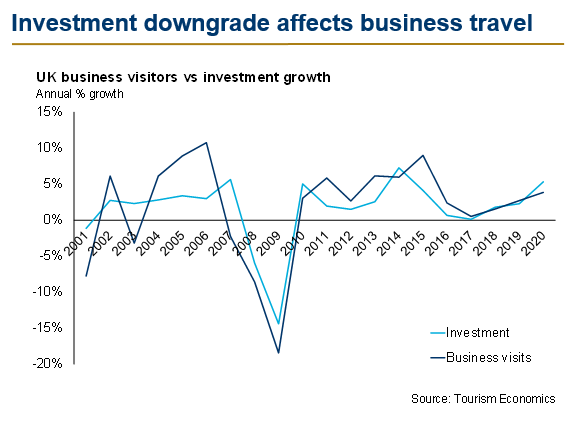 Investment downgrade affects business travel
UK business visitors vs investment growth
Annual % growth
15%
10%
5%
0%
-5%
-10%
-15%
-20%
2001 2002 2003 2004 2005 2006 2007 2008 2009 2010 2011 2012 2013 2014 2015 2016 2017 2018 2019 2020
Investment
Business visits
Source: Tourism Economics